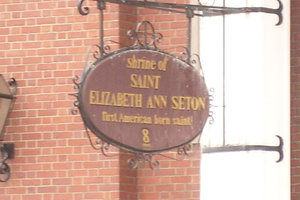 shrine of
SAINT
ELIZABETH ANN SETON
first American born saint
8